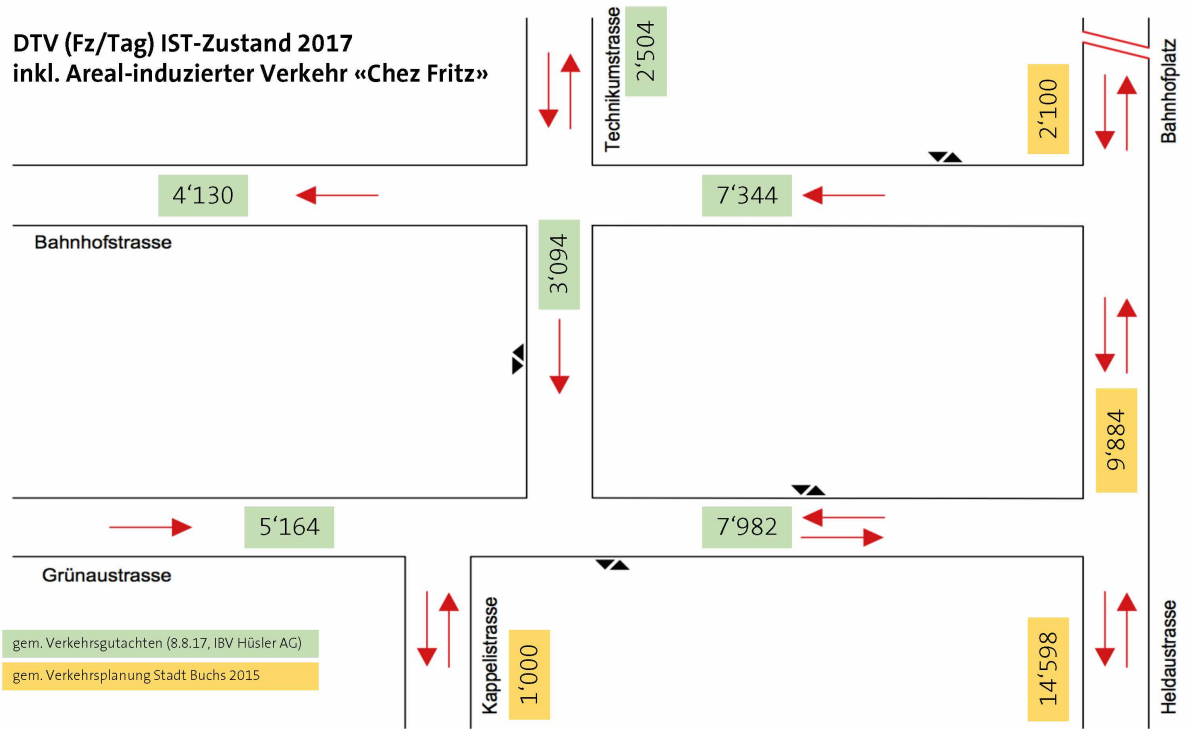 DTV (Fz/Tag) IST-Zustand 2017
inkl. Areal-induzierter Verkehr «Chez Fritz»
Technikumstrasse
2‘504
2‘100
Bahnhofplatz
4‘130
7‘344
Bahnhofstrasse
3‘094
9‘884
5‘164
7‘982
Grünaustrasse
Kappelistrasse
1‘000
14‘598
Heldaustrasse
gem. Verkehrsgutachten (8.8.17, IBV Hüsler AG)
gem. Verkehrsplanung Stadt Buchs 2015